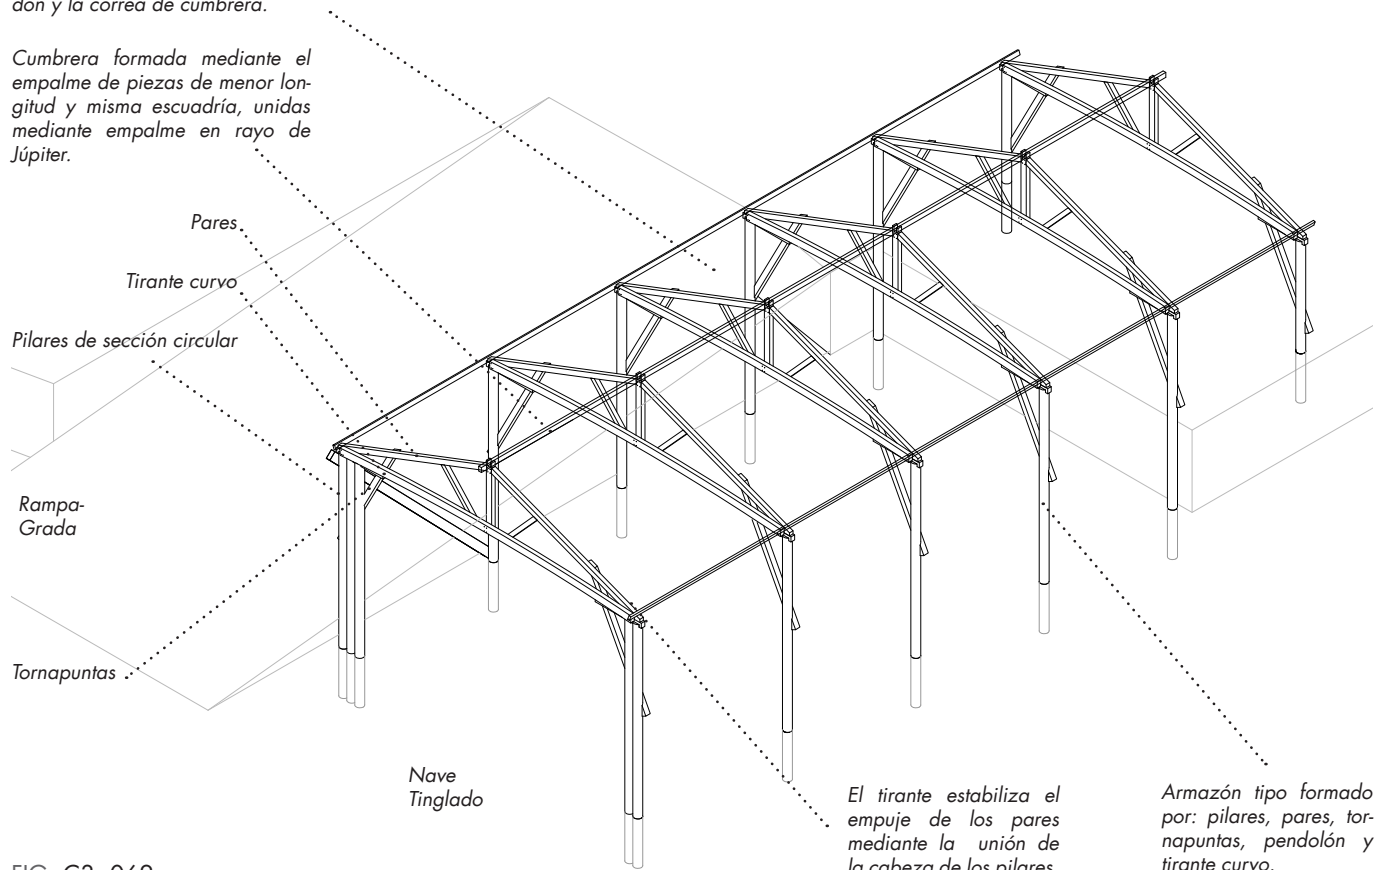 dón y la correa de cumbrera.
Cumbrera formada mediante el
empalme de piezas de menor lon-
gitud y misma escuadría, unidas
mediante empalme en rayo de
Júpiter.
Pares
Tirante curvo
Pilares de sección circular
Rampa-
Grada
Tornapuntas
Nave
Tinglado
El tirante estabiliza el
empuje de los pares
mediante la unión de
la cabeza de los pilares
Armazón tipo formado
por: pilares, pares, tor-
napuntas, pendolón y
tirante curvo.